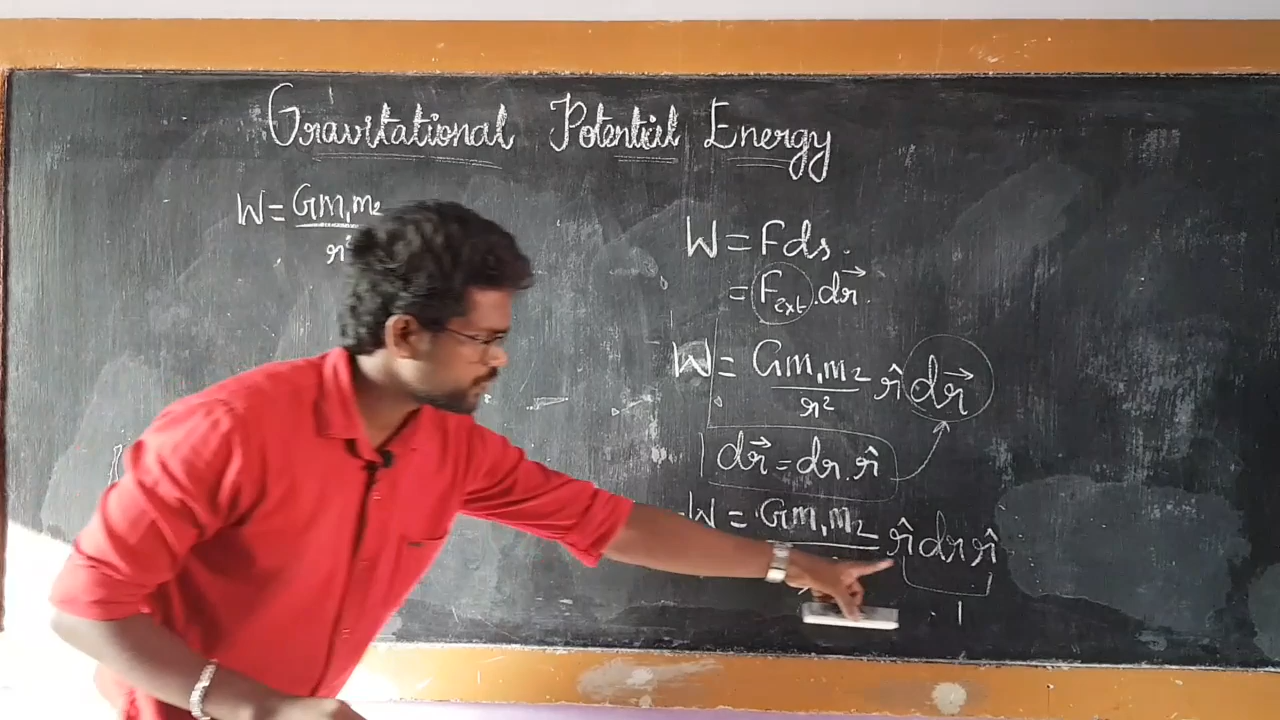 Gravitational Potential Energy
W = Gm₁m₂
r²
W = Fds.
= F_ext . dr⃗.
W = Gm₁m₂ / r² r̂ dr⃗
dr⃗ = dr. r̂
W = Gm₁m₂ r̂ dr r̂
1